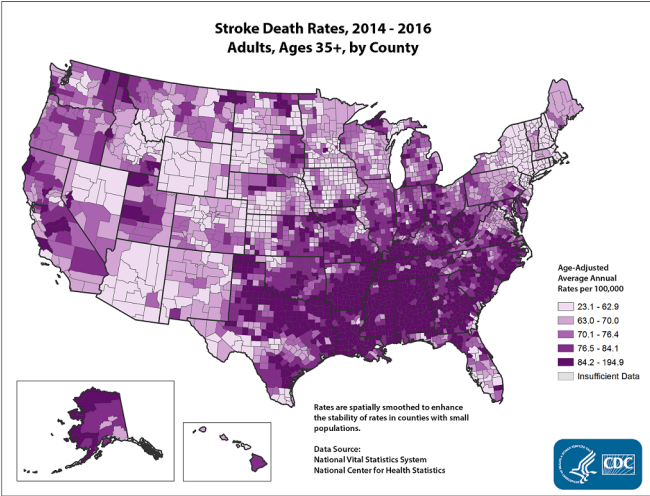 Stroke Death Rates, 2014 - 2016
Adults, Ages 35+, by County
Age-Adjusted
Average Annual
Rates per 100,000
23.1 - 62.9
63.0 - 70.0
70.1 - 76.4
76.5 - 84.1
84.2 - 194.9
Insufficient Data
Rates are spatially smoothed to enhance
the stability of rates in counties with small
populations.
Data Source:
National Vital Statistics System
National Center for Health Statistics
CDC